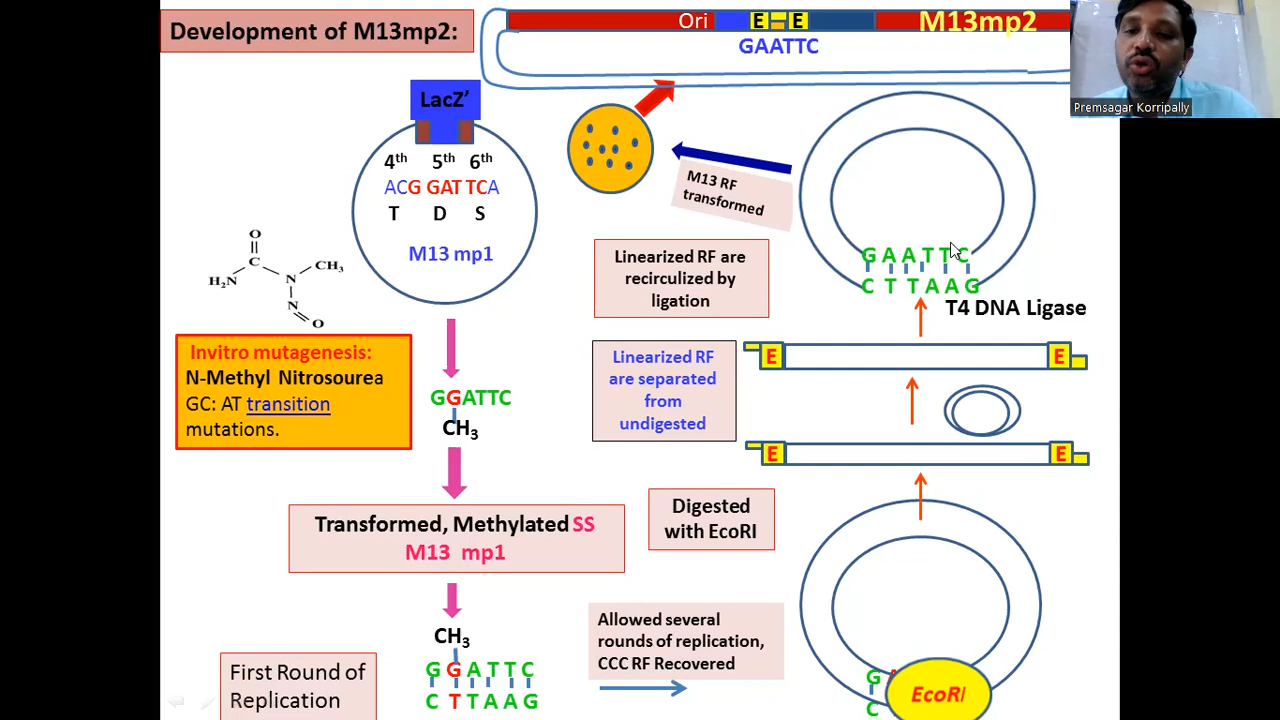 Development of M13mp2:
Ori
E E
M13mp2
GAATTC
Premsagar Korripally
LacZ’
4th 5th 6th
ACG GAT TCA
T D S
M13 mp1
M13 RF
transformed
O
C
H2N
N
CH3
N
O
Linearized RF are
recirculized by
ligation
G A A T T C
C T T A A G
T4 DNA Ligase
Invitro mutagenesis:
N-Methyl Nitrosourea
GC: AT transition
mutations.
GGATTC
CH3
Linearized RF
are separated
from
undigested
E E
E E
Transformed, Methylated SS
M13 mp1
Digested
with EcoRI
CH3
G G A T T C
C T T A A G
First Round of
Replication
Allowed several
rounds of replication,
CCC RF Recovered
G
C
EcoRI